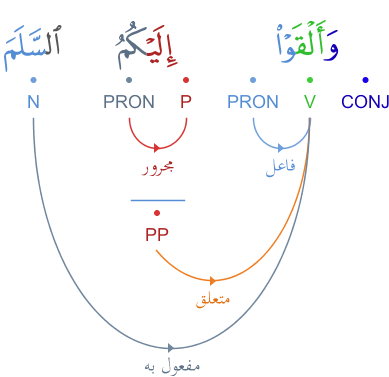 وَأَلْقَوْا۟ إِلَيْكُمُ ٱلسَّلَمَ
CONJ V PRON P PRON N
فاعل
مجرور
PP
متعلق
مفعول به